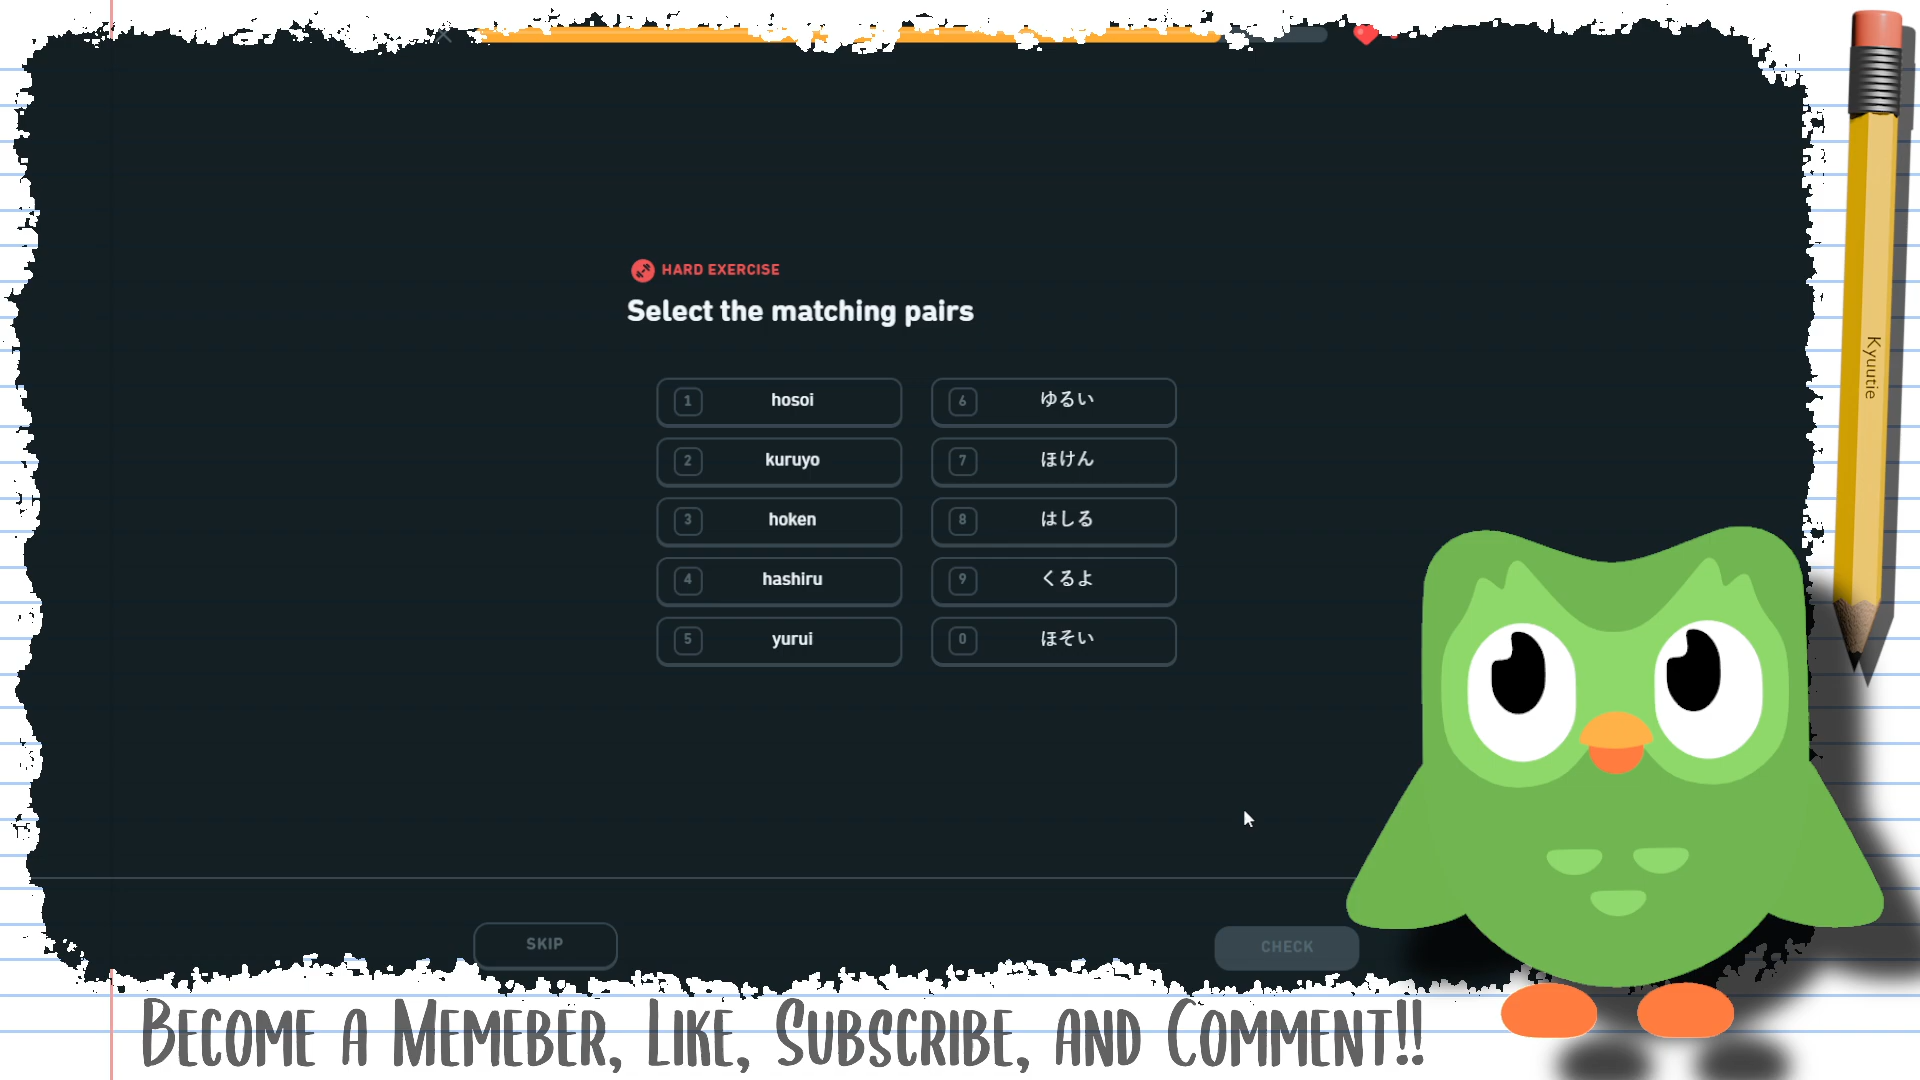 HARD EXERCISE
Select the matching pairs
1 hosoi
6 ゆるい
2 kuruyo
7 ほけん
3 hoken
8 はしる
4 hashiru
9 くるよ
5 yurui
0 ほそい
SKIP
CHECK
Kyuutie
BECOME A MEMEBER, LIKE, SUBSCRIBE, AND COMMENT!!